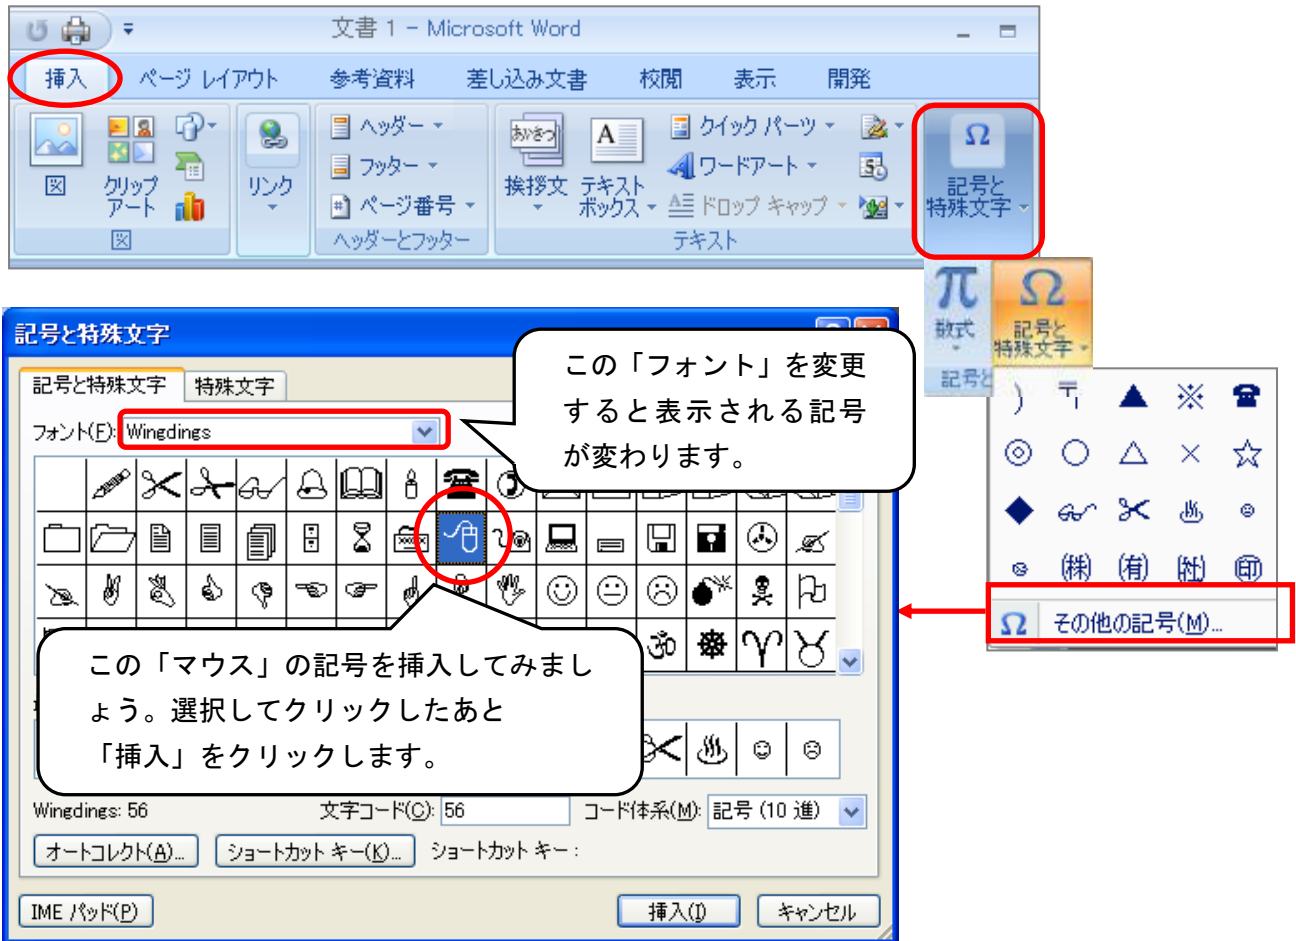 文書 1 - Microsoft Word
挿入 ページ レイアウト 参考資料 差し込み文書 校閲 表示 開発
図
クリップ
アート
図
リンク
ヘッダー
フッター
ページ番号
ヘッダーとフッター
あいさつ
挨拶文
A
テキスト
ボックス
クイック パーツ
ワードアート
ドロップ キャップ
テキスト
Ω
記号と
特殊文字
π
数式
Ω
記号と
特殊文字
記号と
) 〒 ▲ ※ ☎
◎ ○ △ × ☆
(株) (有) (社) 印
Ω その他の記号(M)...
記号と特殊文字
記号と特殊文字 特殊文字
フォント(F): Wingdings
この「フォント」を変更
すると表示される記号
が変わります。
この「マウス」の記号を挿入してみまし
ょう。選択してクリックしたあと
「挿入」をクリックします。
Wingdings: 56 文字コード(C): 56 コード体系(M): 記号 (10 進)
オートコレクト(A)... ショートカット キー(K)... ショートカット キー :
IME パッド(P) 挿入(I) キャンセル